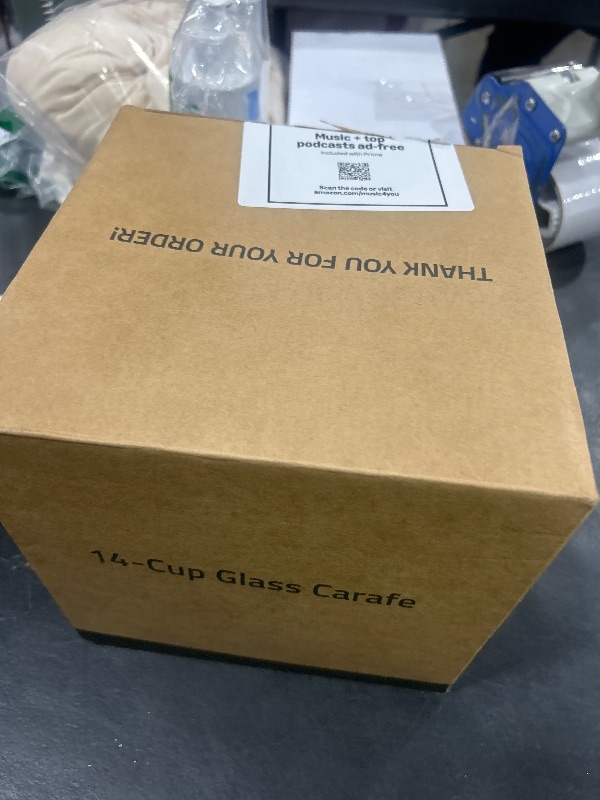 Music + top
podcasts ad-free
Included with Prime
Scan the code or visit
amazon.com/music4you
THANK YOU FOR YOUR ORDER!
14-Cup Glass Carafe